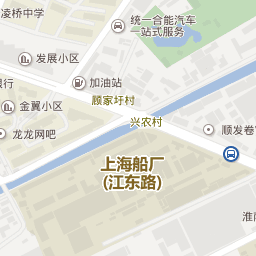 凌桥中学
统一合能汽车
一站式服务
发展小区
银行
加油站
顾家圩村
金翼小区
兴农村
龙龙网吧
顺发卷
上海船厂
(江东路)
淮